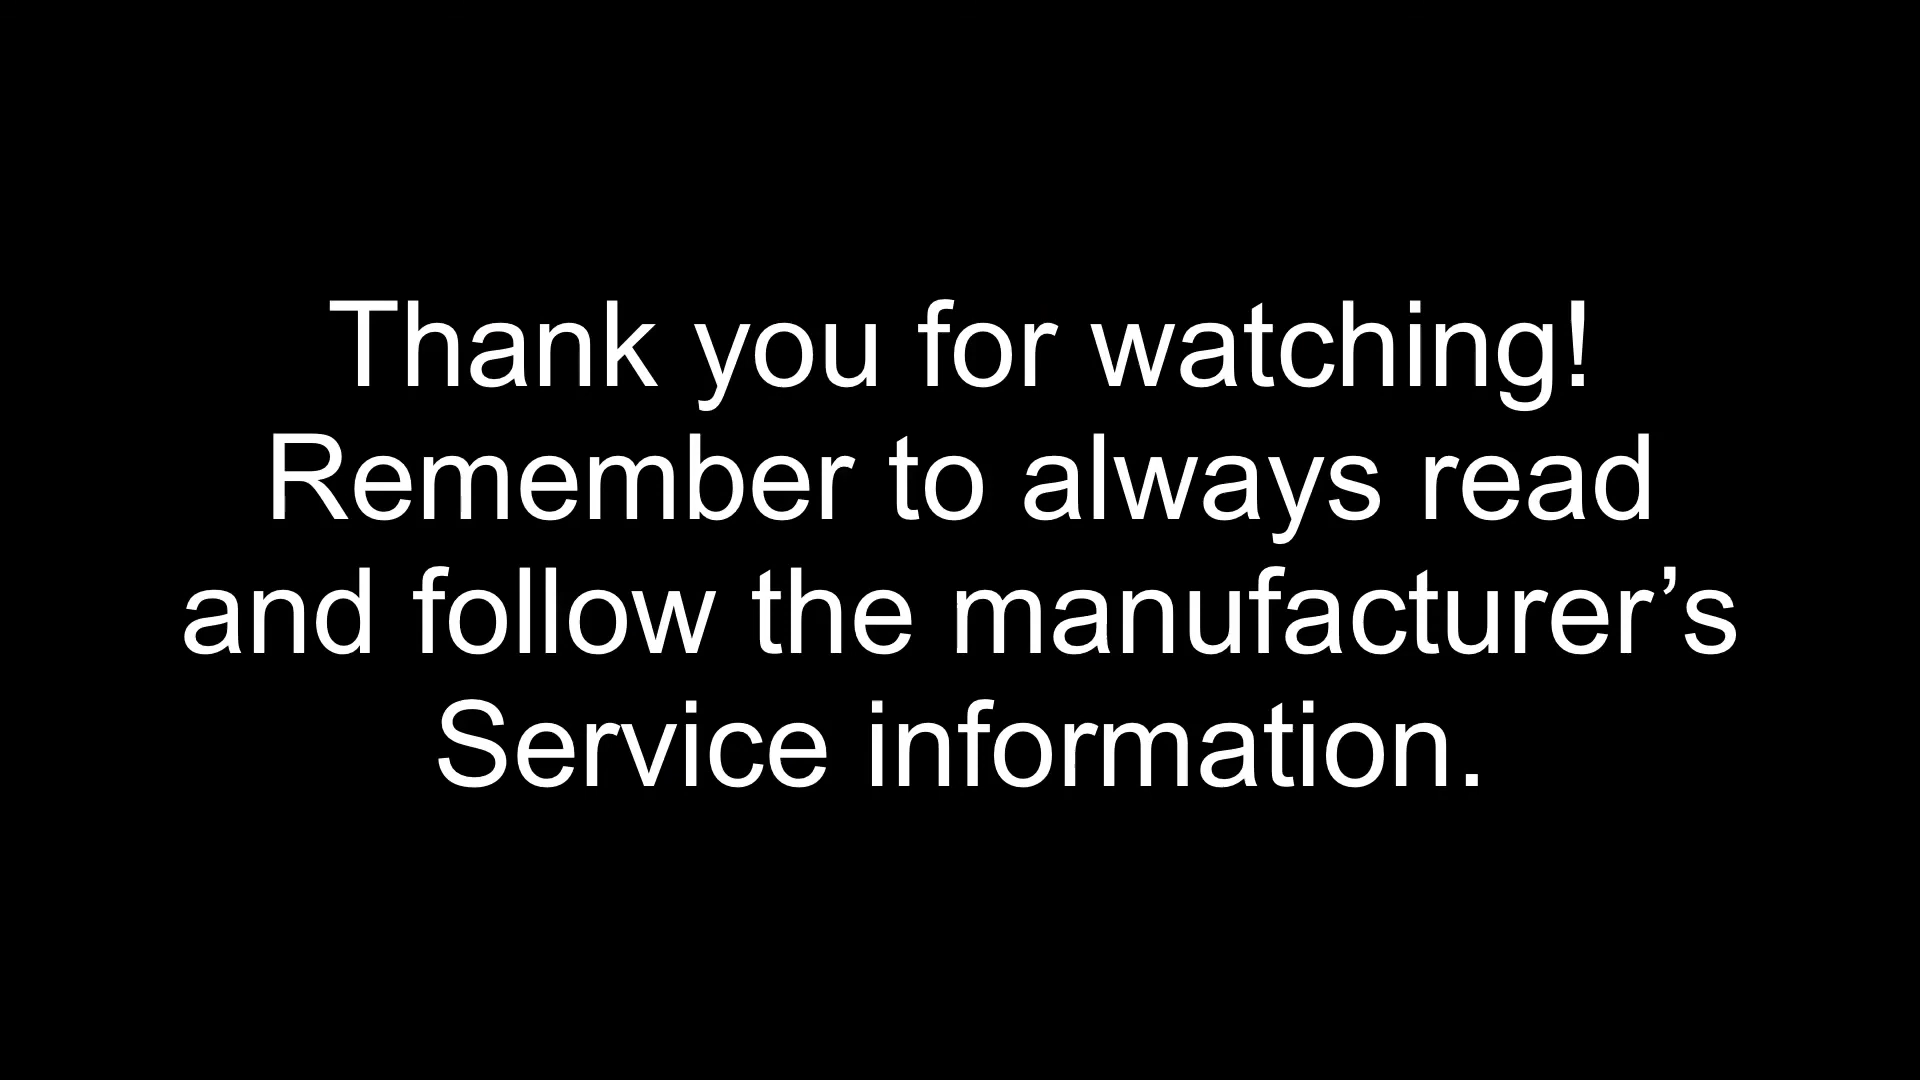 Thank you for watching!
Remember to always read
and follow the manufacturer’s
Service information.